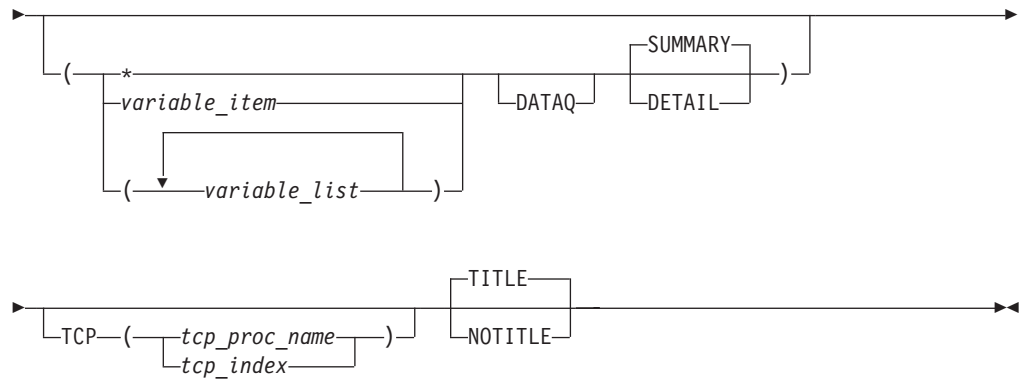 SUMMARY
( * ) 
variable_item DATAQ DETAIL
( variable_list )
TITLE
TCP ( tcp_proc_name ) NOTITLE
tcp_index